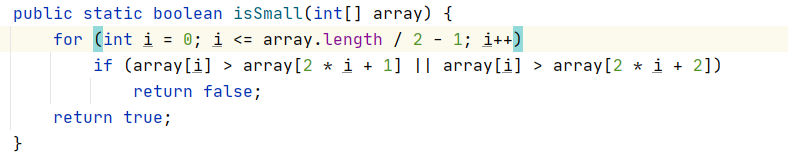 public static boolean isSmall(int[] array) {
    for (int i = 0; i <= array.length / 2 - 1; i++)
        if (array[i] > array[2 * i + 1] || array[i] > array[2 * i + 2])
            return false;
    return true;
}